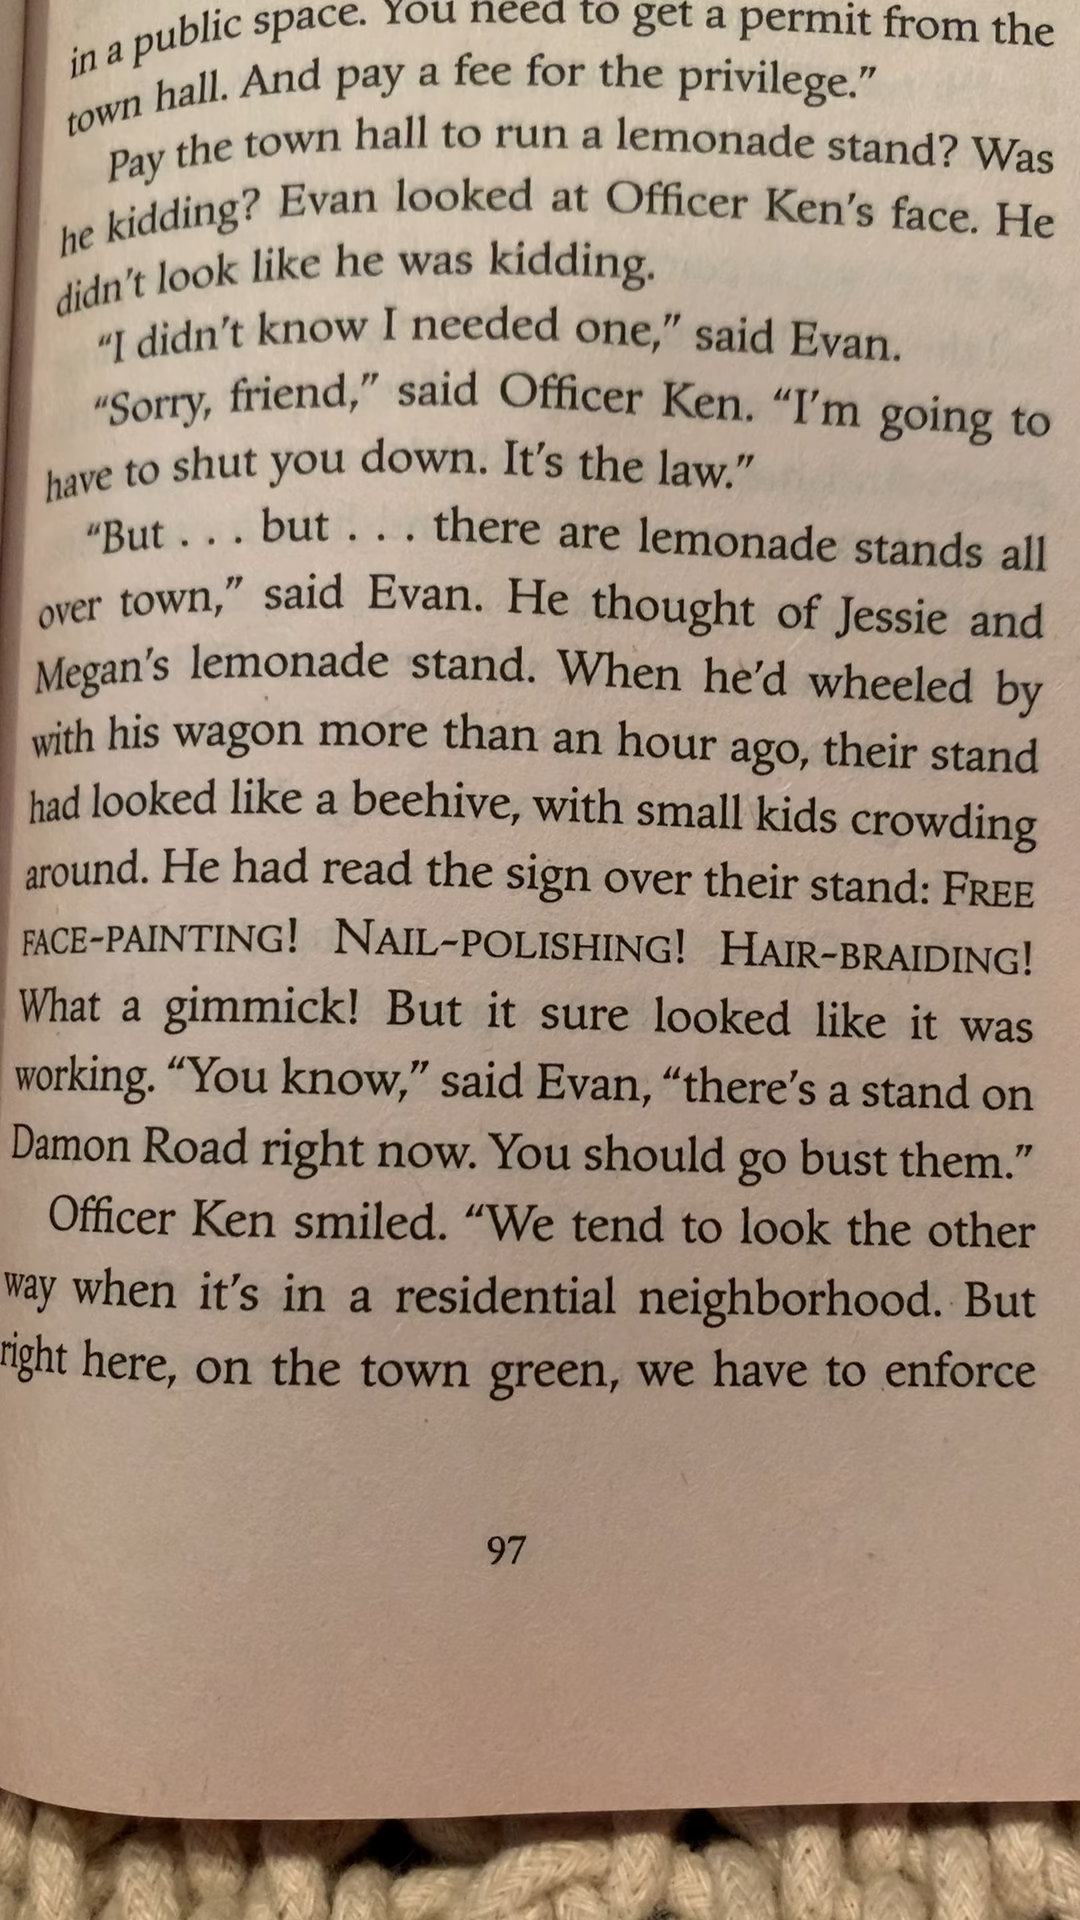 in a public space. You need to get a permit from the
town hall. And pay a fee for the privilege.”
Pay the town hall to run a lemonade stand? Was
he kidding? Evan looked at Officer Ken’s face. He
didn’t look like he was kidding.
“I didn’t know I needed one,” said Evan.
“Sorry, friend,” said Officer Ken. “I’m going to
have to shut you down. It’s the law.”
“But . . . but . . . there are lemonade stands all
over town,” said Evan. He thought of Jessie and
Megan’s lemonade stand. When he’d wheeled by
with his wagon more than an hour ago, their stand
had looked like a beehive, with small kids crowding
around. He had read the sign over their stand: FREE
FACE-PAINTING! NAIL-POLISHING! HAIR-BRAIDING!
What a gimmick! But it sure looked like it was
working. “You know,” said Evan, “there’s a stand on
Damon Road right now. You should go bust them.”
Officer Ken smiled. “We tend to look the other
way when it’s in a residential neighborhood. But
right here, on the town green, we have to enforce
97